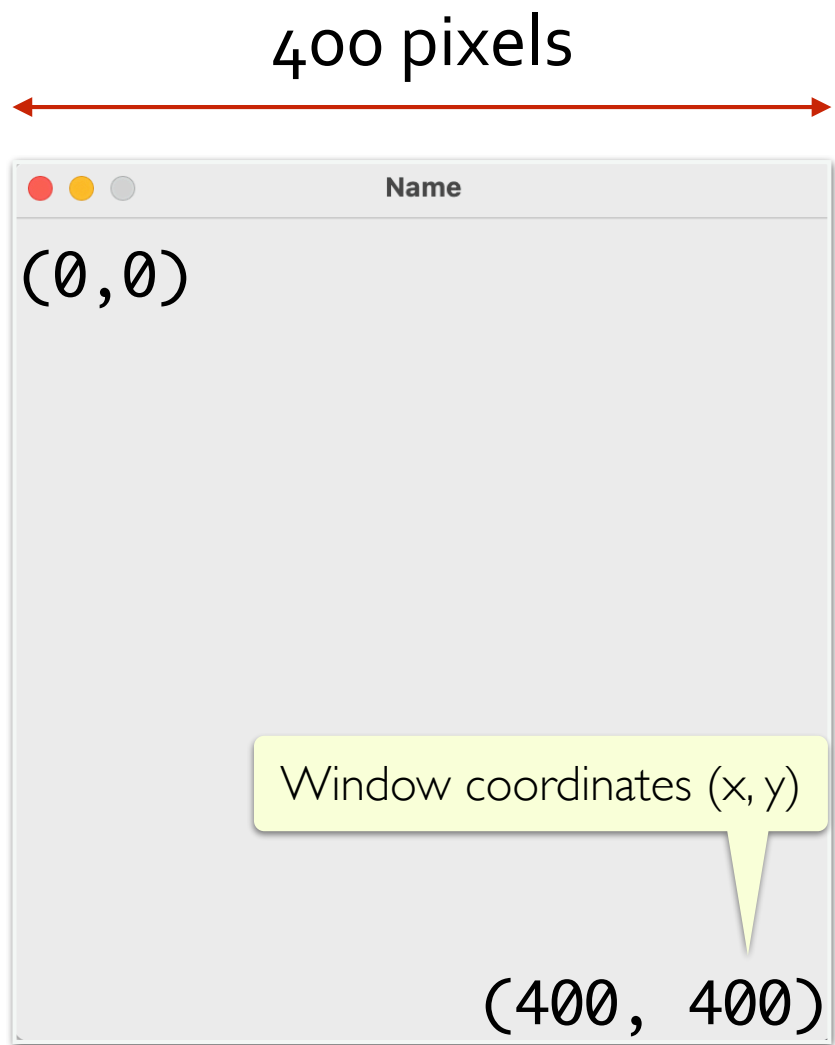 400 pixels
Name
(0,0)
Window coordinates (x, y)
(400, 400)